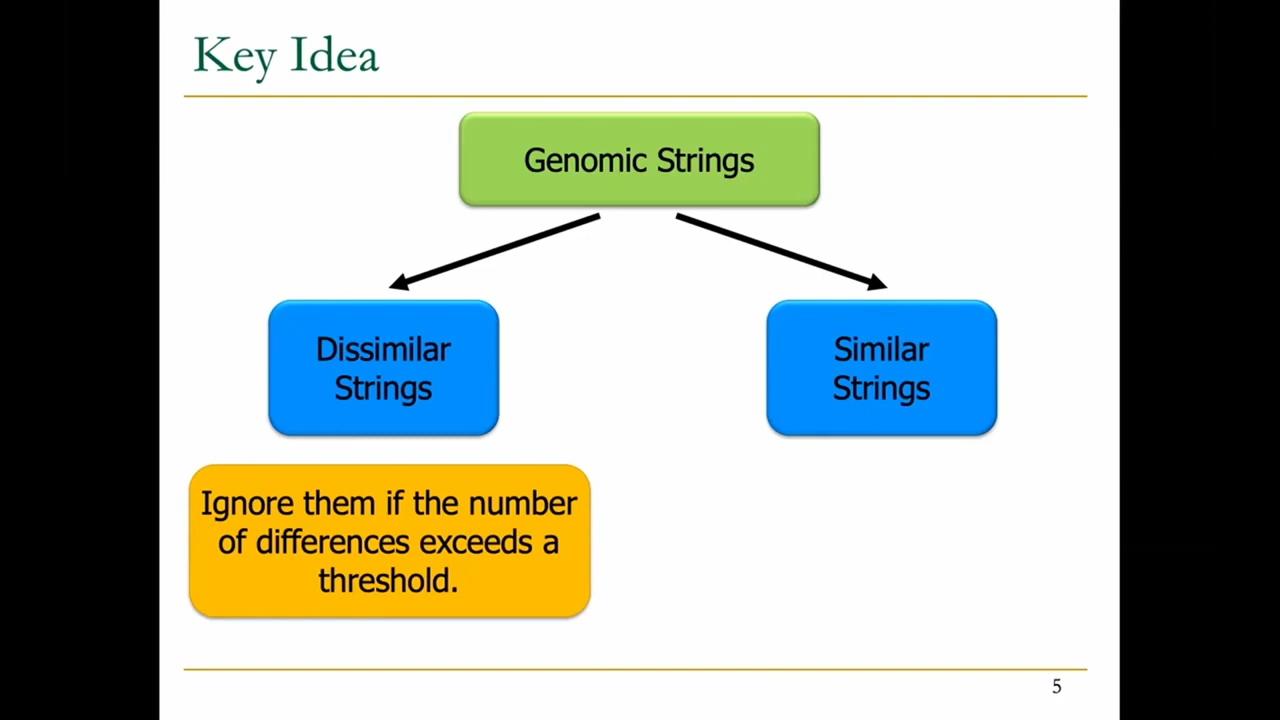 Key Idea
Genomic Strings
Dissimilar
Strings
Similar
Strings
Ignore them if the number
of differences exceeds a
threshold.
5